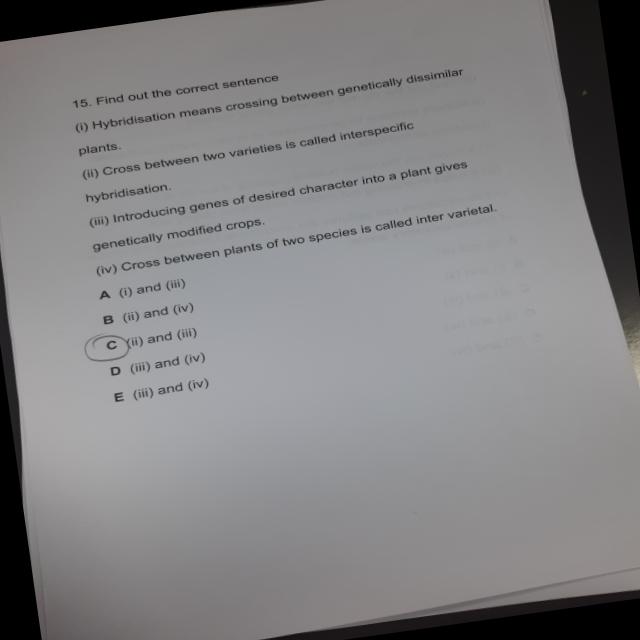 15. Find out the correct sentence
(i) Hybridisation means crossing between genetically dissimilar
plants.
(ii) Cross between two varieties is called interspecific
hybridisation.
(iii) Introducing genes of desired character into a plant gives
genetically modified crops.
(iv) Cross between plants of two species is called inter varietal.
A (i) and (iii)
B (ii) and (iv)
C (ii) and (iii)
D (iii) and (iv)
E (iii) and (iv)